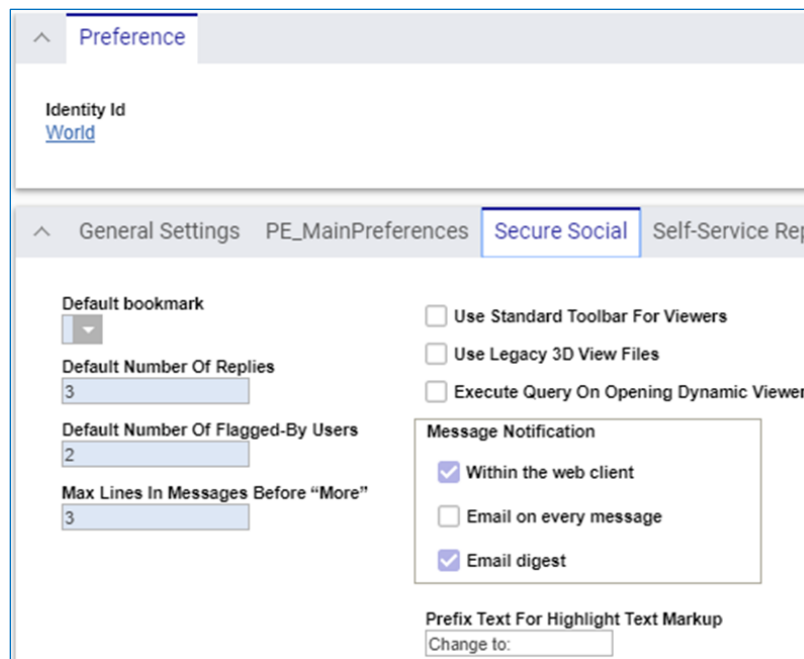 Preference
Identity Id
World
General Settings PE_MainPreferences Secure Social Self-Service Rep
Default bookmark
Default Number Of Replies
3
Default Number Of Flagged-By Users
2
Max Lines In Messages Before “More”
3
Use Standard Toolbar For Viewers
Use Legacy 3D View Files
Execute Query On Opening Dynamic Viewer
Message Notification
Within the web client
Email on every message
Email digest
Prefix Text For Highlight Text Markup
Change to: